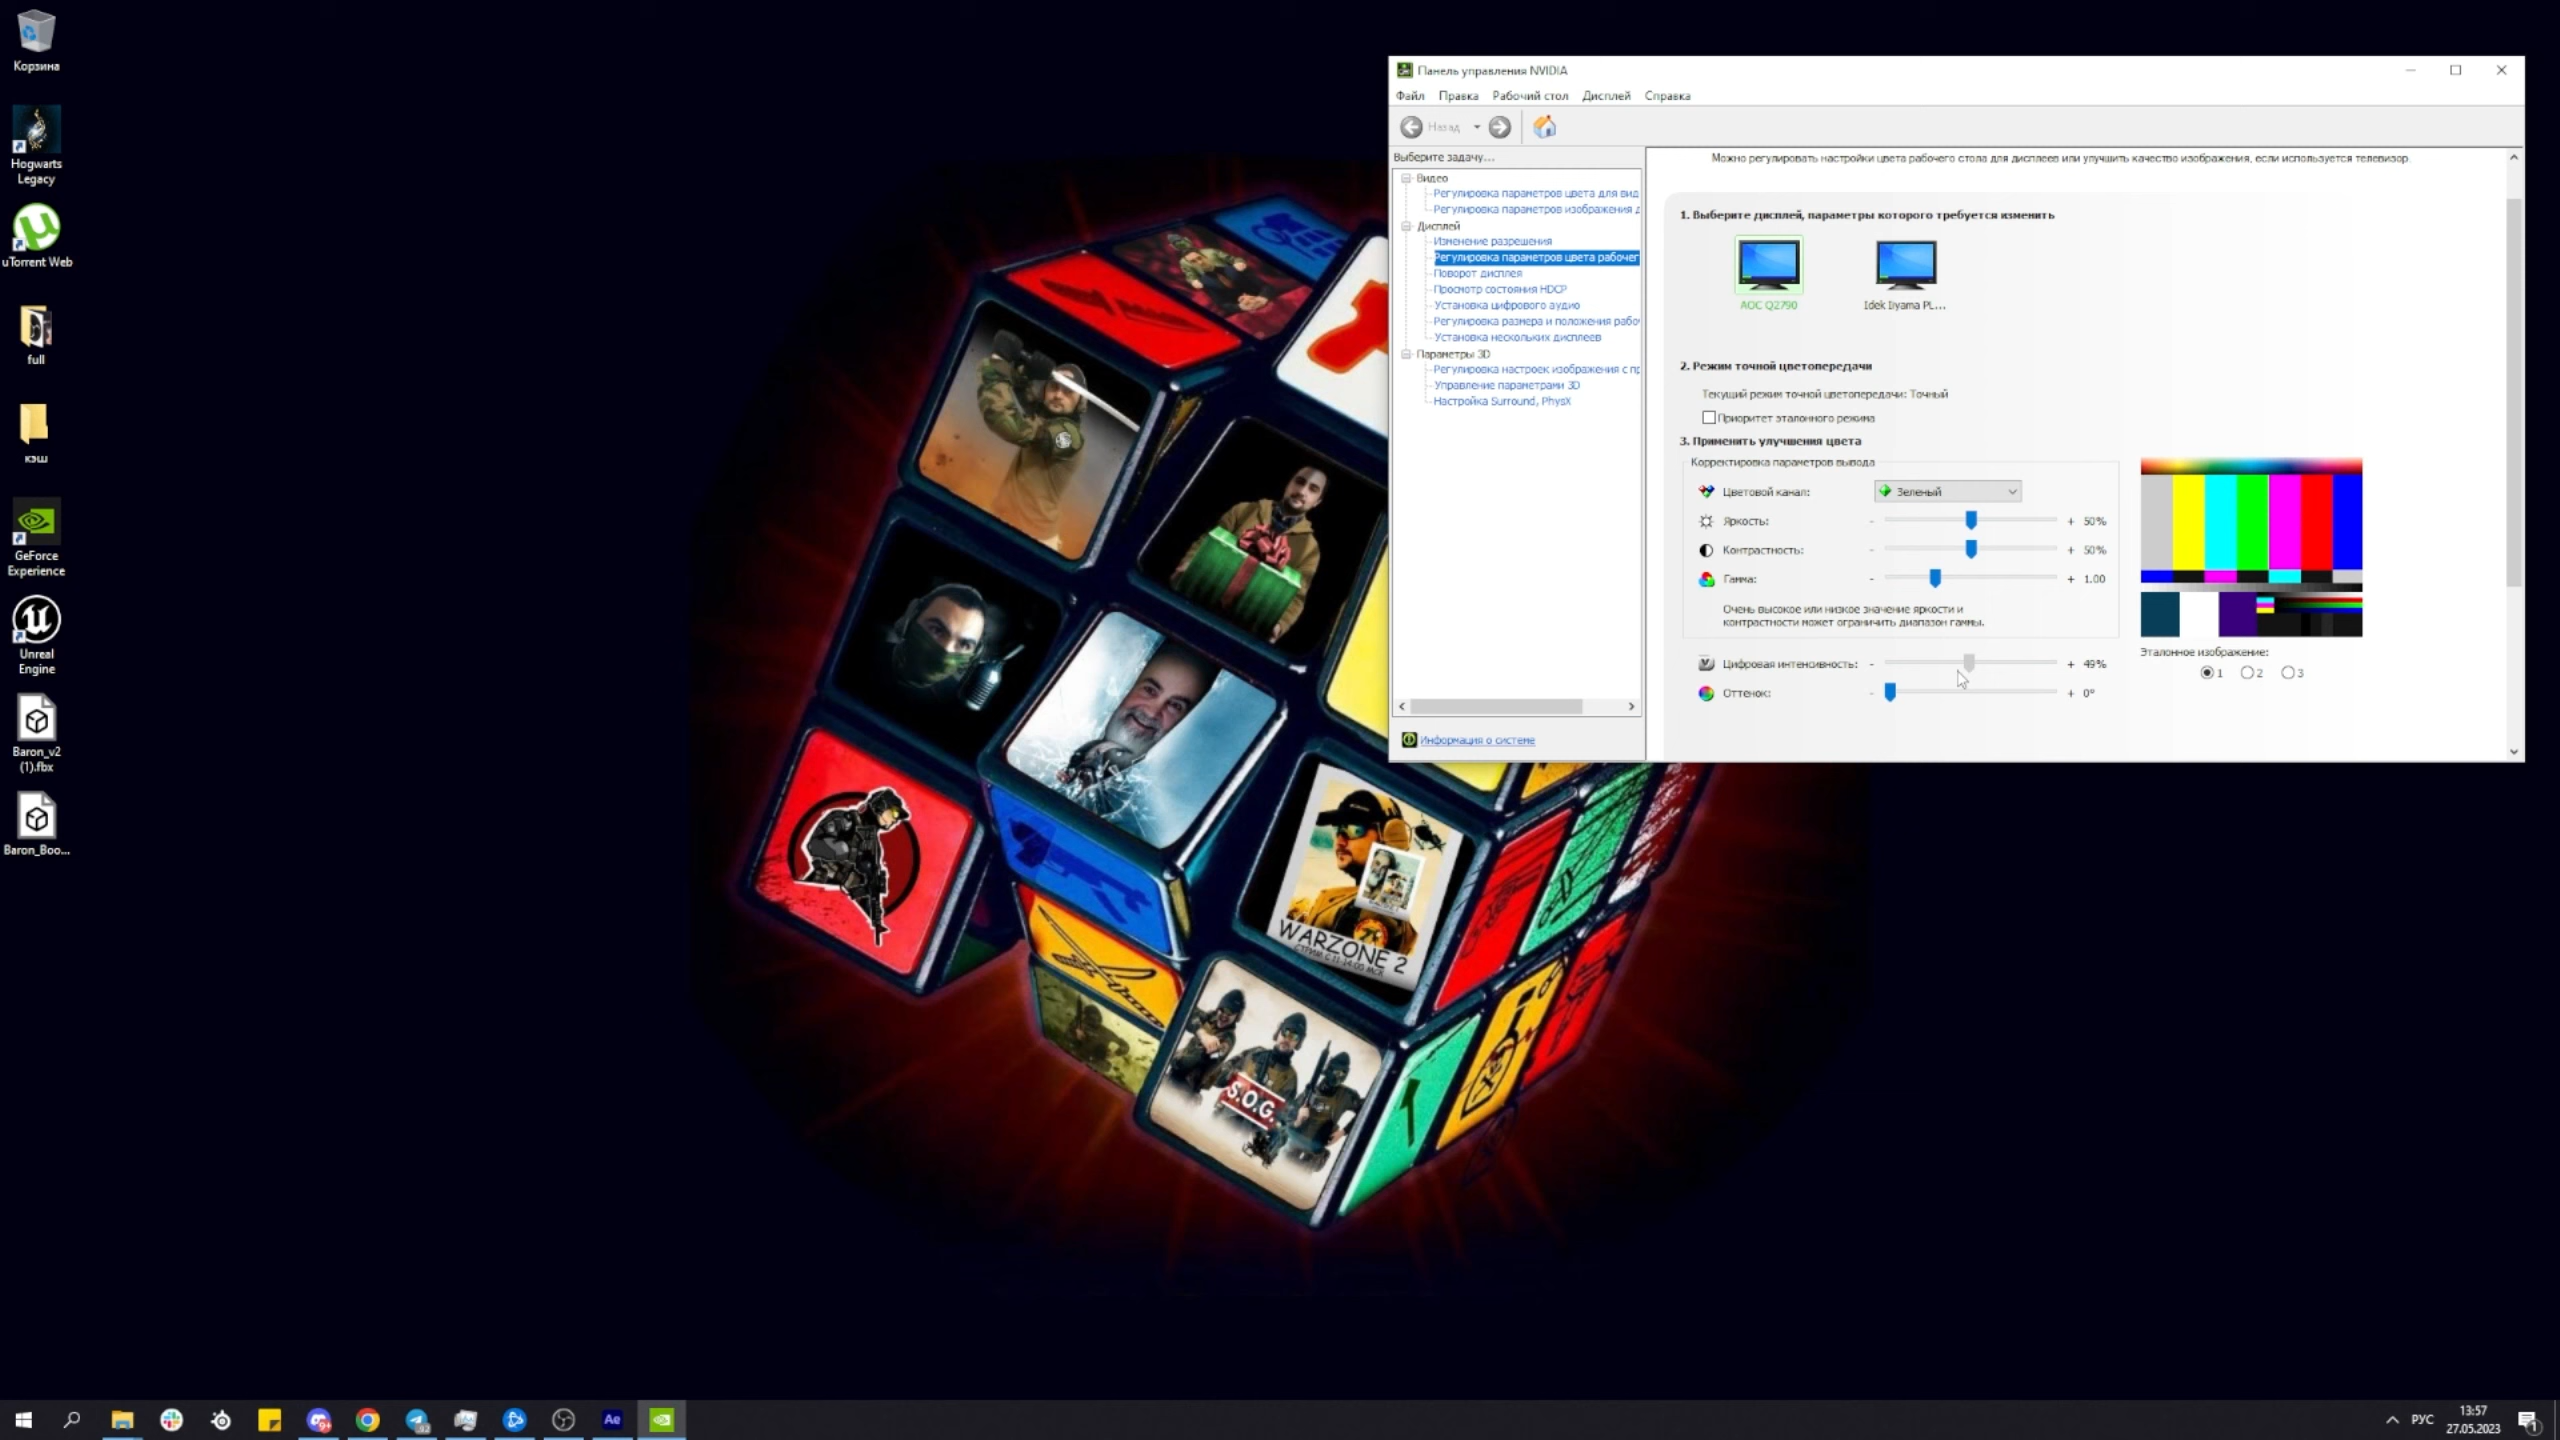 Корзина
Hogwarts
Legacy
uTorrent Web
full
кэш
GeForce
Experience
Unreal
Engine
Baron_v2
(1).fbx
Baron_Boo...
WARZONE 2
S.O.G.
Панель управления NVIDIA
Файл Правка Рабочий стол Дисплей Справка
Назад
Выберите задачу...
Видео
Регулировка параметров цвета для вид
Регулировка параметров изображения д
Дисплей
Изменение разрешения
Регулировка параметров цвета рабочег
Поворот дисплея
Просмотр состояния HDCP
Установка цифрового аудио
Регулировка размера и положения рабо
Установка нескольких дисплеев
Параметры 3D
Регулировка настроек изображения с пр
Управление параметрами 3D
Настройка Surround, PhysX
Информация о системе
Можно регулировать настройки цвета рабочего стола для дисплеев или улучшить качество изображения, если используется телевизор.
1. Выберите дисплей, параметры которого требуется изменить
AOC Q2790 Idek Iiyama PL...
2. Режим точной цветопередачи
Текущий режим точной цветопередачи: Точный
Приоритет эталонного режима
3. Применить улучшения цвета
Корректировка параметров вывода
Цветовой канал: Зеленый
Яркость: - + 50%
Контрастность: - + 50%
Гамма: - + 1.00
Очень высокое или низкое значение яркости и
контрастности может ограничить диапазон гаммы.
Цифровая интенсивность: - + 49%
Оттенок: - + 0°
Эталонное изображение:
1 2 3
Ae
РУС
13:57
27.05.2023
1